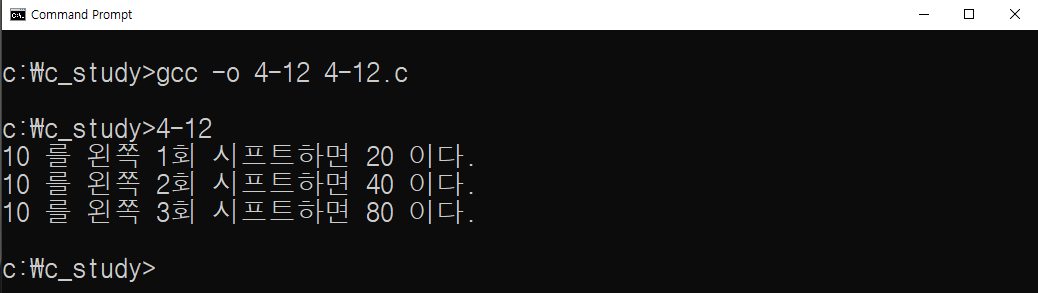 Command Prompt
c:₩c_study>gcc -o 4-12 4-12.c
c:₩c_study>4-12
10 를 왼쪽 1회 시프트하면 20 이다.
10 를 왼쪽 2회 시프트하면 40 이다.
10 를 왼쪽 3회 시프트하면 80 이다.
c:₩c_study>